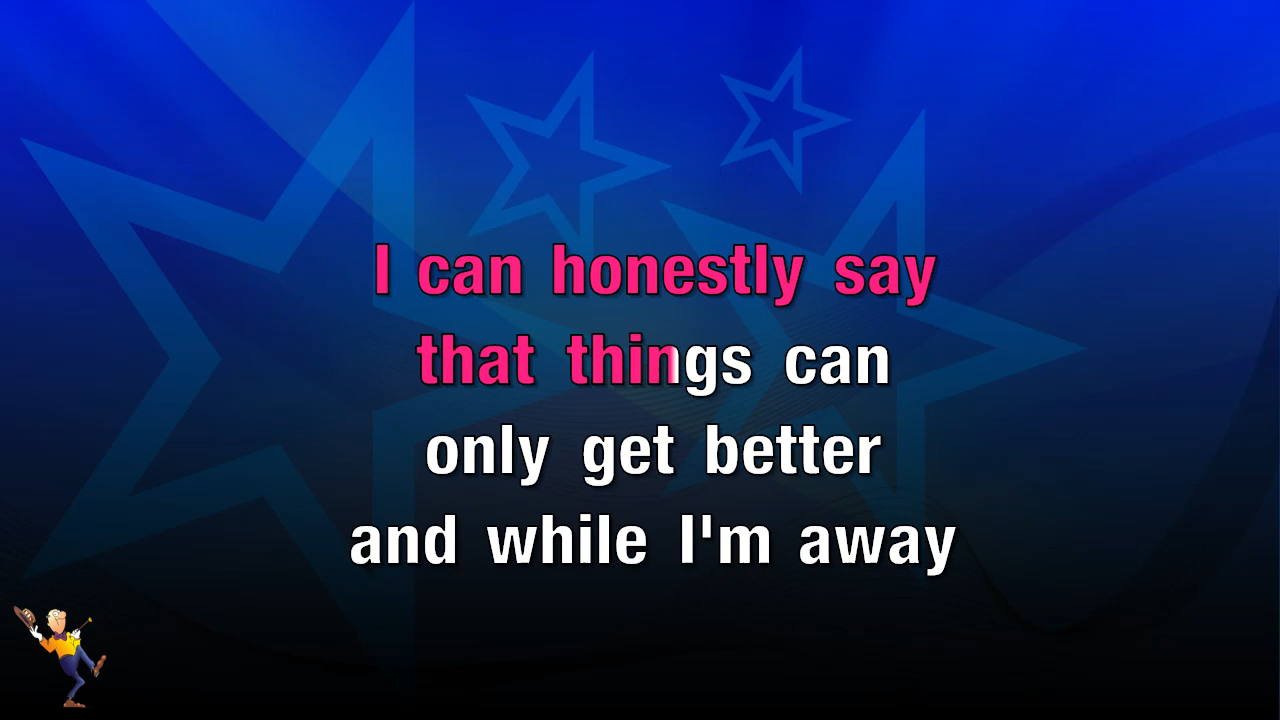 I can honestly say
that things can
only get better
and while I'm away